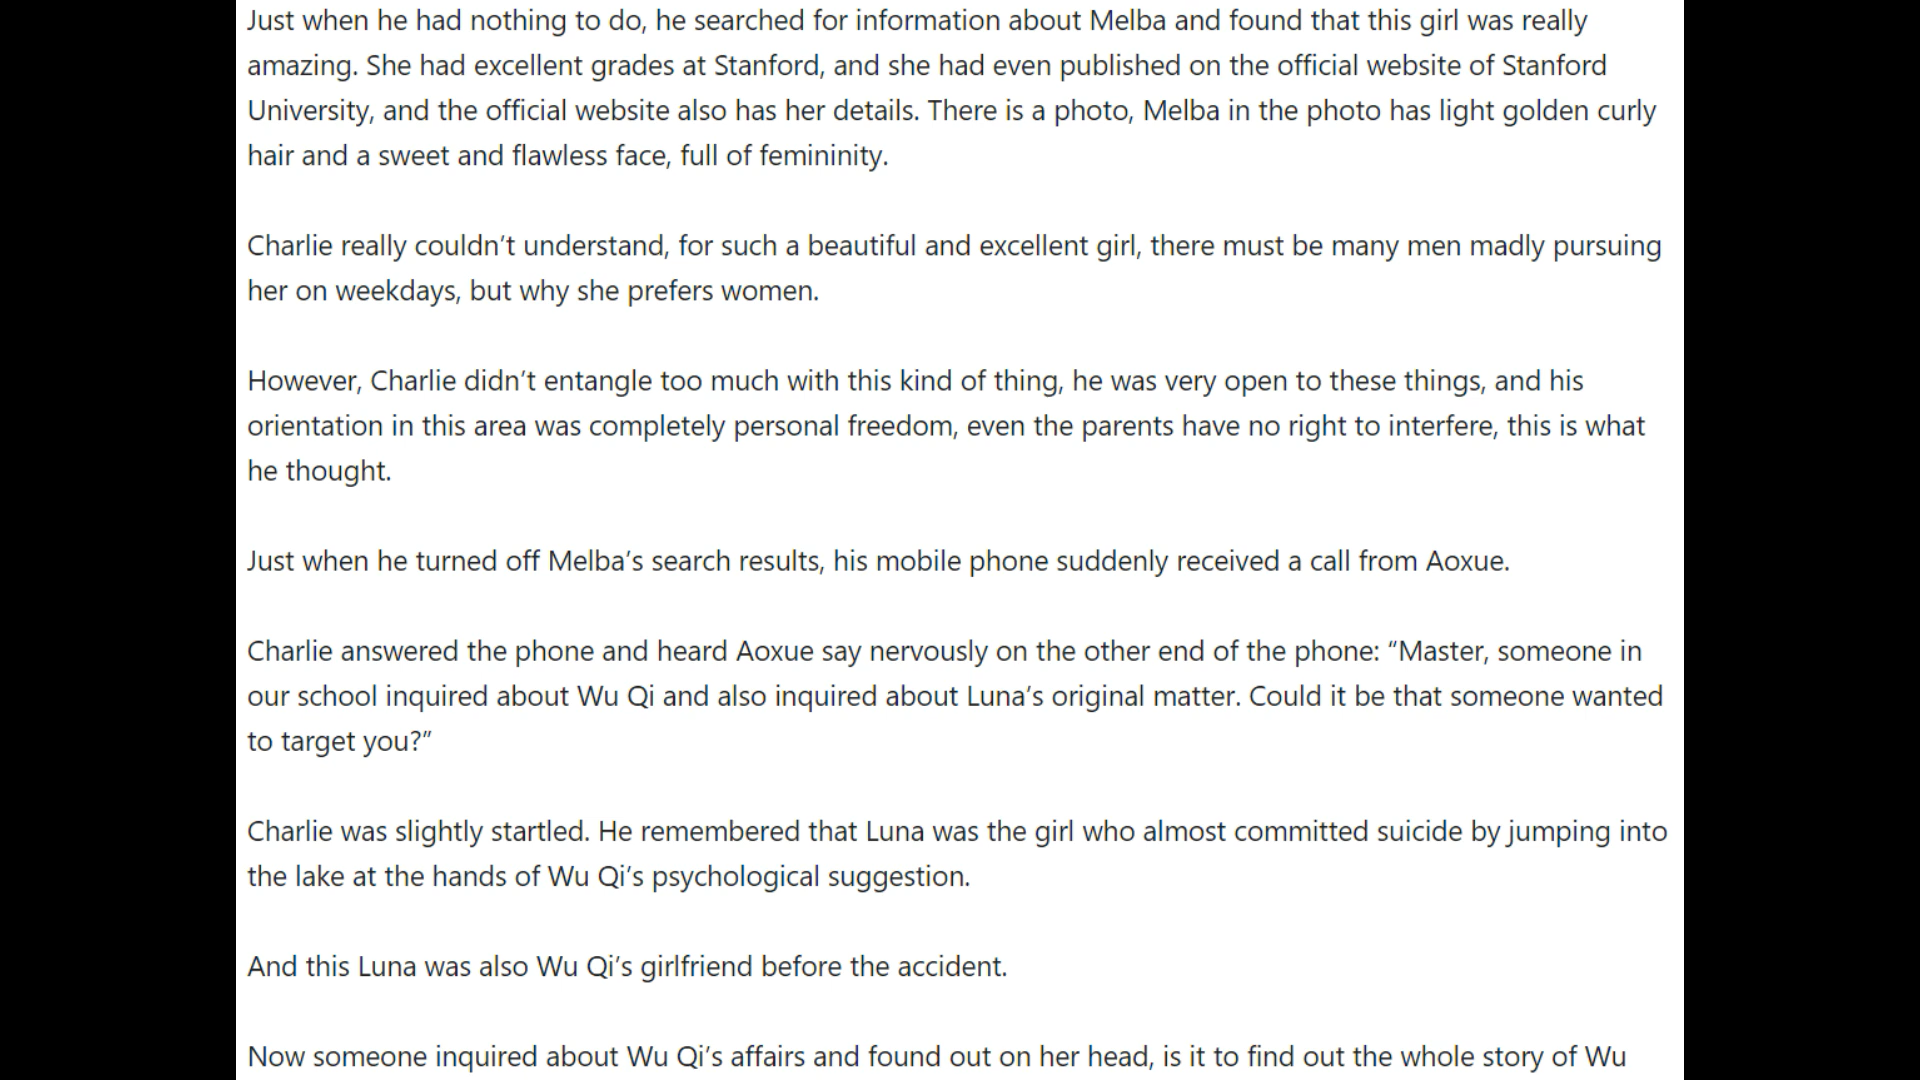 Just when he had nothing to do, he searched for information about Melba and found that this girl was really
amazing. She had excellent grades at Stanford, and she had even published on the official website of Stanford
University, and the official website also has her details. There is a photo, Melba in the photo has light golden curly
hair and a sweet and flawless face, full of femininity.
Charlie really couldn’t understand, for such a beautiful and excellent girl, there must be many men madly pursuing
her on weekdays, but why she prefers women.
However, Charlie didn’t entangle too much with this kind of thing, he was very open to these things, and his
orientation in this area was completely personal freedom, even the parents have no right to interfere, this is what
he thought.
Just when he turned off Melba’s search results, his mobile phone suddenly received a call from Aoxue.
Charlie answered the phone and heard Aoxue say nervously on the other end of the phone: “Master, someone in
our school inquired about Wu Qi and also inquired about Luna’s original matter. Could it be that someone wanted
to target you?”
Charlie was slightly startled. He remembered that Luna was the girl who almost committed suicide by jumping into
the lake at the hands of Wu Qi’s psychological suggestion.
And this Luna was also Wu Qi’s girlfriend before the accident.
Now someone inquired about Wu Qi’s affairs and found out on her head, is it to find out the whole story of Wu